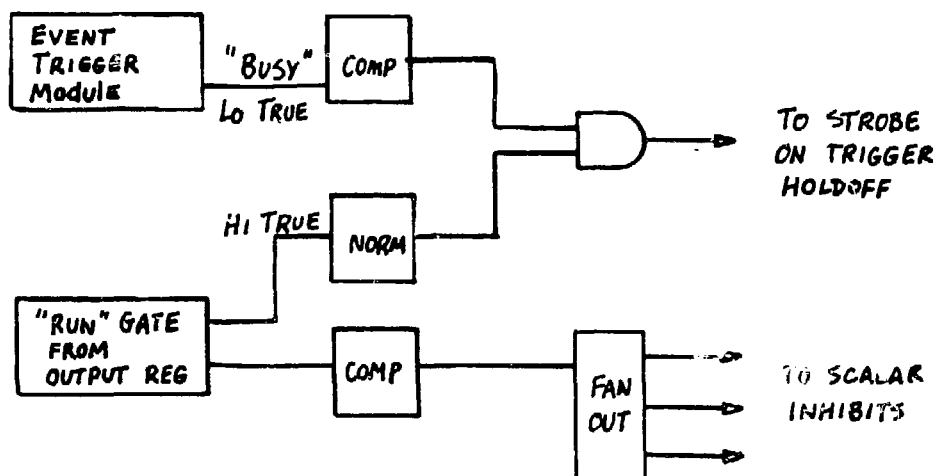 EVENT
TRIGGER
Module
"BUSY"
LO TRUE
COMP
TO STROBE
ON TRIGGER
HOLDOFF
HI TRUE
NORM
"RUN" GATE
FROM
OUTPUT REG
COMP
FAN
OUT
TO SCALAR
INHIBITS